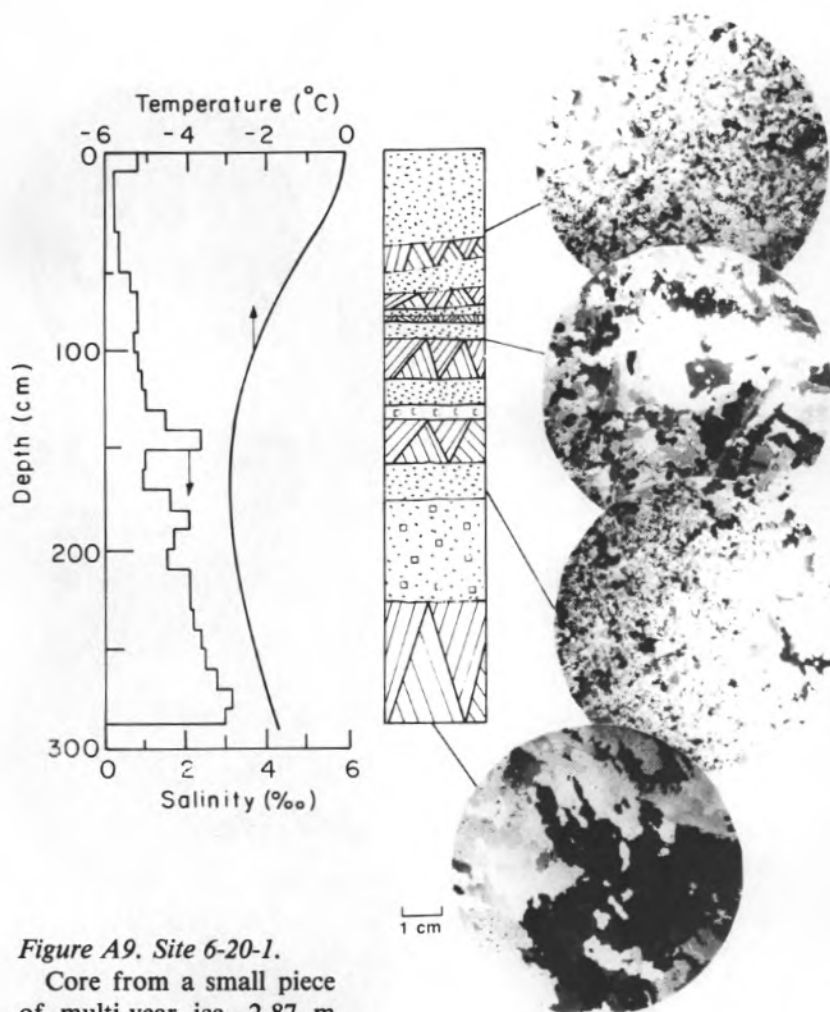 Temperature (°C)
-6 -4 -2 0
0
100
200
300
Depth (cm)
0 2 4 6
Salinity (‰)
1 cm
Figure A9. Site 6-20-1.
Core from a small piece